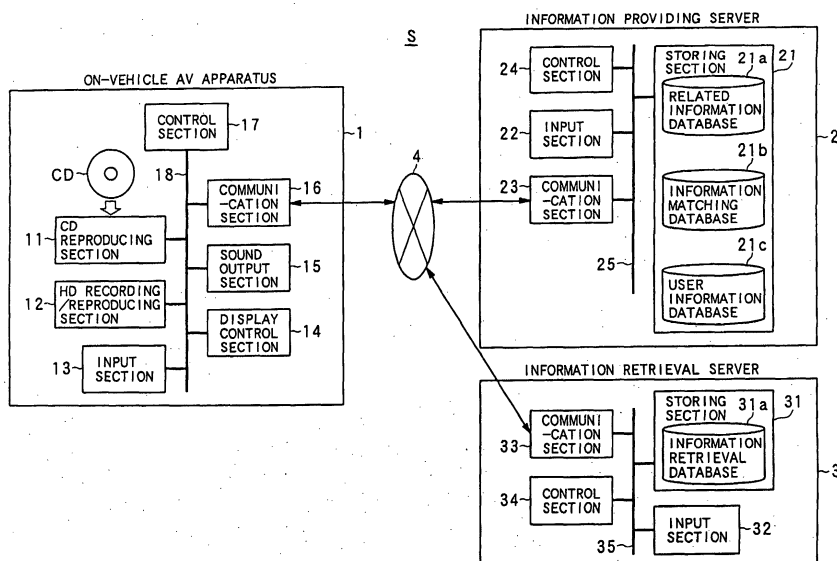 S
ON-VEHICLE AV APPARATUS
1
CONTROL
SECTION
17
18
CD
11
CD
REPRODUCING
SECTION
12
HD RECORDING
/REPRODUCING
SECTION
13
INPUT
SECTION
COMMUNI
-CATION
SECTION
16
SOUND
OUTPUT
SECTION
15
DISPLAY
CONTROL
SECTION
14
4
INFORMATION PROVIDING SERVER
2
24
CONTROL
SECTION
22
INPUT
SECTION
23
COMMUNI
-CATION
SECTION
25
STORING
SECTION
21
21a
RELATED
INFORMATION
DATABASE
21b
INFORMATION
MATCHING
DATABASE
21c
USER
INFORMATION
DATABASE
INFORMATION RETRIEVAL SERVER
3
33
COMMUNI
-CATION
SECTION
34
CONTROL
SECTION
35
STORING
SECTION
31
31a
INFORMATION
RETRIEVAL
DATABASE
INPUT
SECTION
32